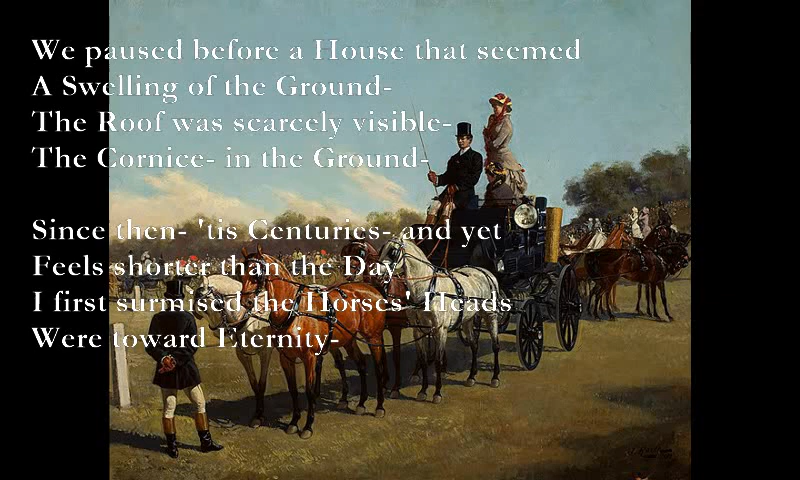 We paused before a House that seemed
A Swelling of the Ground-
The Roof was scarcely visible-
The Cornice- in the Ground-

Since then- 'tis Centuries- and yet
Feels shorter than the Day
I first surmised the Horses' Heads
Were toward Eternity-